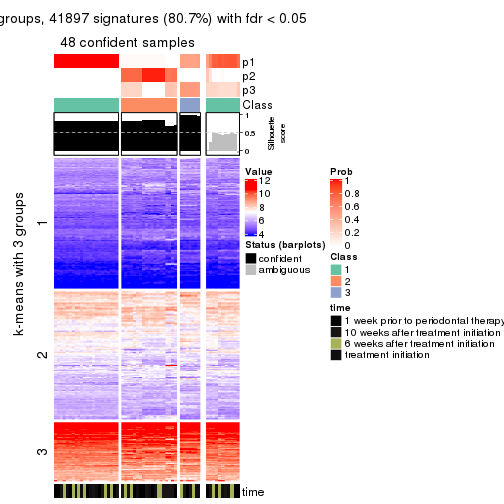 groups, 41897 signatures (80.7%) with fdr < 0.05
48 confident samples
p1
p2
p3
Class
1
0.5
0
Silhouette
score
k-means with 3 groups
1
2
3
time
Value
12
10
8
6
4
Status (barplots)
confident
ambiguous
Prob
1
0.8
0.6
0.4
0.2
0
Class
1
2
3
time
1 week prior to periodontal therapy
10 weeks after treatment initiation
6 weeks after treatment initiation
treatment initiation